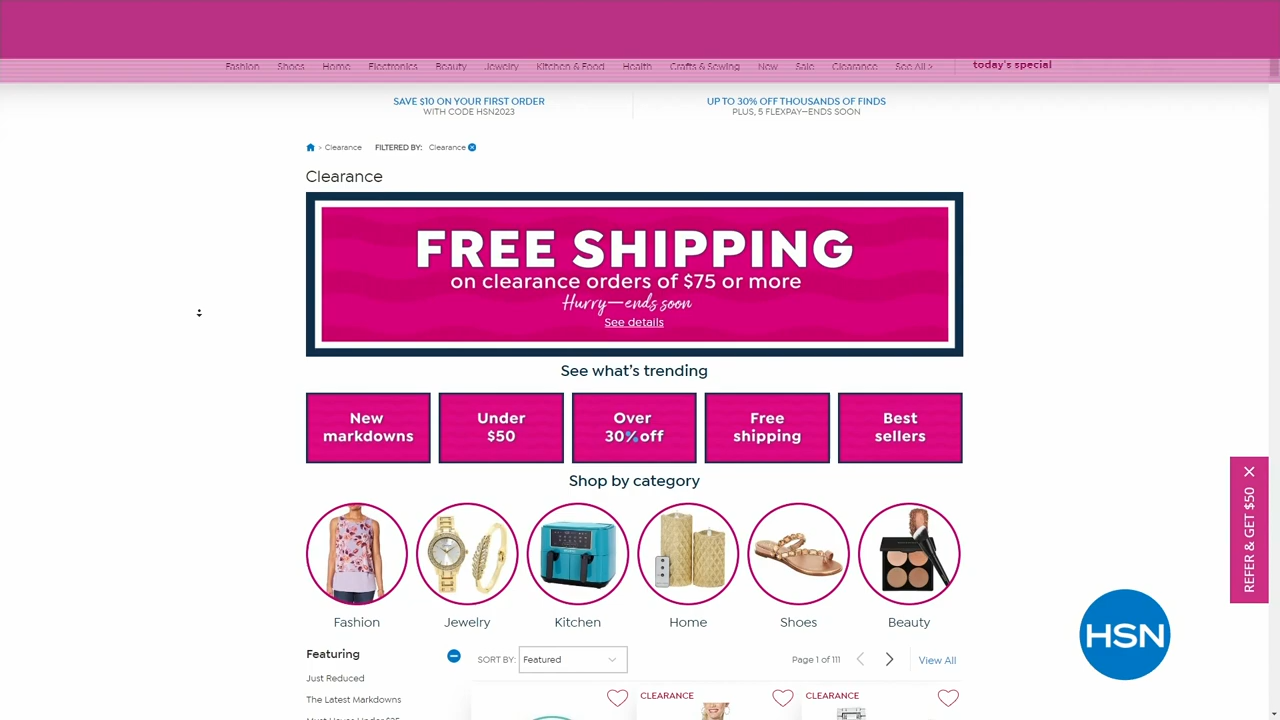 Fashion Shoes Home Electronics Beauty Jewelry Kitchen & Food Health Crafts & Sewing New Sale Clearance See All > today's special
SAVE $10 ON YOUR FIRST ORDER
WITH CODE HSN2023
UP TO 30% OFF THOUSANDS OF FINDS
PLUS, 5 FLEXPAY—ENDS SOON
> Clearance FILTERED BY: Clearance
Clearance
FREE SHIPPING
on clearance orders of $75 or more
Hurry—ends soon
See details
See what's trending
New
markdowns
Under
$50
Over
30% off
Free
shipping
Best
sellers
Shop by category
Fashion Jewelry Kitchen Home Shoes Beauty
REFER & GET $50
HSN
Featuring
SORT BY: Featured
Page 1 of 111
View All
Just Reduced
The Latest Markdowns
CLEARANCE
CLEARANCE